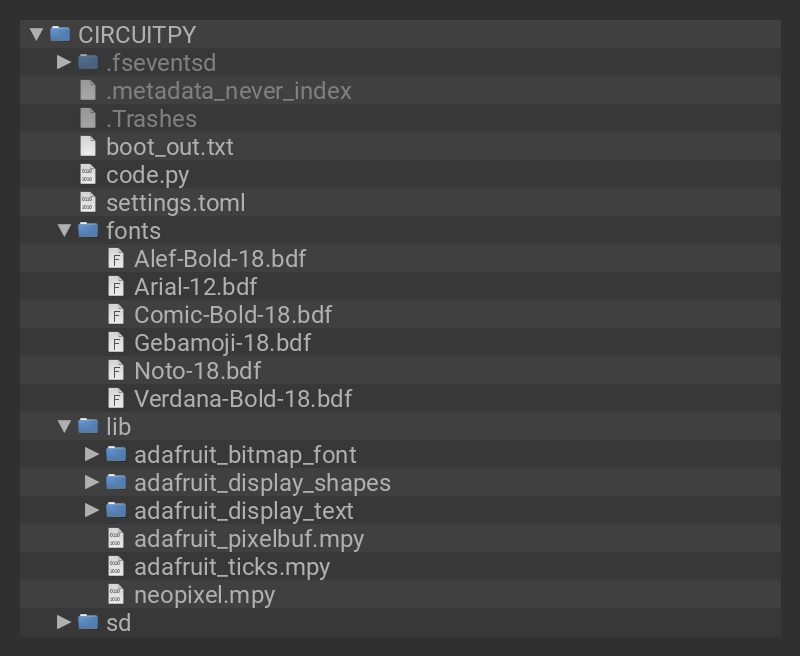 CIRCUITPY
.fseventsd
.metadata_never_index
.Trashes
boot_out.txt
code.py
settings.toml
fonts
Alef-Bold-18.bdf
Arial-12.bdf
Comic-Bold-18.bdf
Gebamoji-18.bdf
Noto-18.bdf
Verdana-Bold-18.bdf
lib
adafruit_bitmap_font
adafruit_display_shapes
adafruit_display_text
adafruit_pixelbuf.mpy
adafruit_ticks.mpy
neopixel.mpy
sd